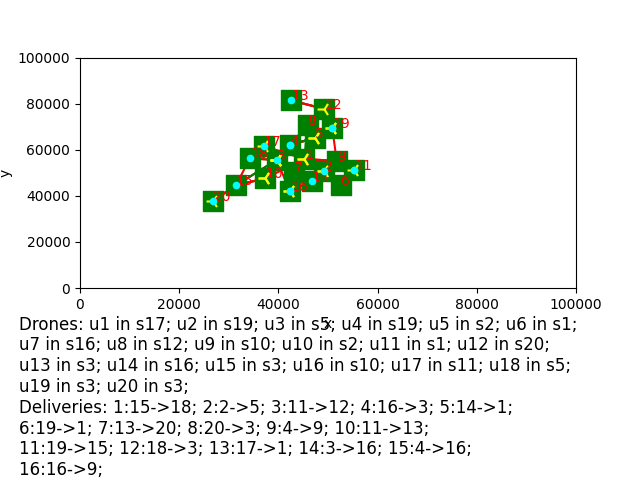 100000
80000
60000
40000
20000
0
y
0 20000 40000 60000 80000 100000
x
13
12
19
17
11
20
Drones: u1 in s17; u2 in s19; u3 in s5; u4 in s19; u5 in s2; u6 in s1;
u7 in s16; u8 in s12; u9 in s10; u10 in s2; u11 in s1; u12 in s20;
u13 in s3; u14 in s16; u15 in s3; u16 in s10; u17 in s11; u18 in s5;
u19 in s3; u20 in s3;
Deliveries: 1:15->18; 2:2->5; 3:11->12; 4:16->3; 5:14->1;
6:19->1; 7:13->20; 8:20->3; 9:4->9; 10:11->13;
11:19->15; 12:18->3; 13:17->1; 14:3->16; 15:4->16;
16:16->9;